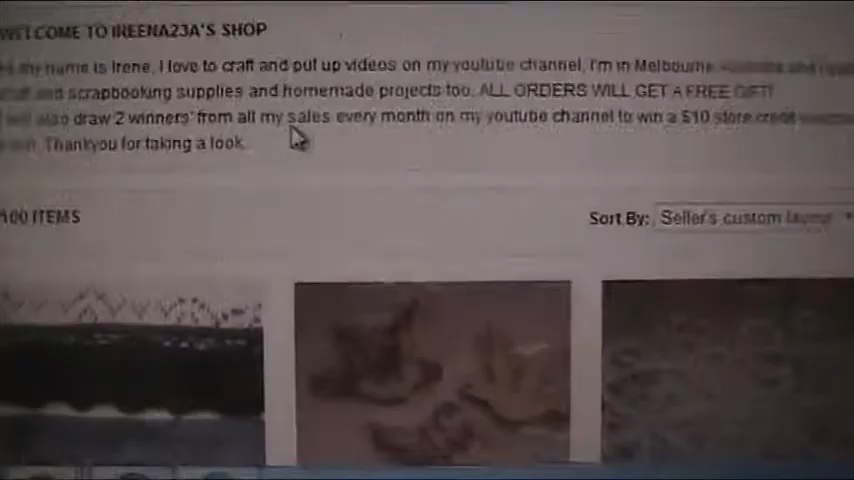 WELCOME TO IREENA23A'S SHOP
my name is Irene, I love to craft and put up videos on my youtube channel, I'm in Melbourne
and scrapbooking supplies and homemade projects too. ALL ORDERS WILL GET A FREE GIFT!
also draw 2 winners' from all my sales every month on my youtube channel to win a $10 store credit
Thankyou for taking a look.
100 ITEMS
Sort By: Seller's custom layout